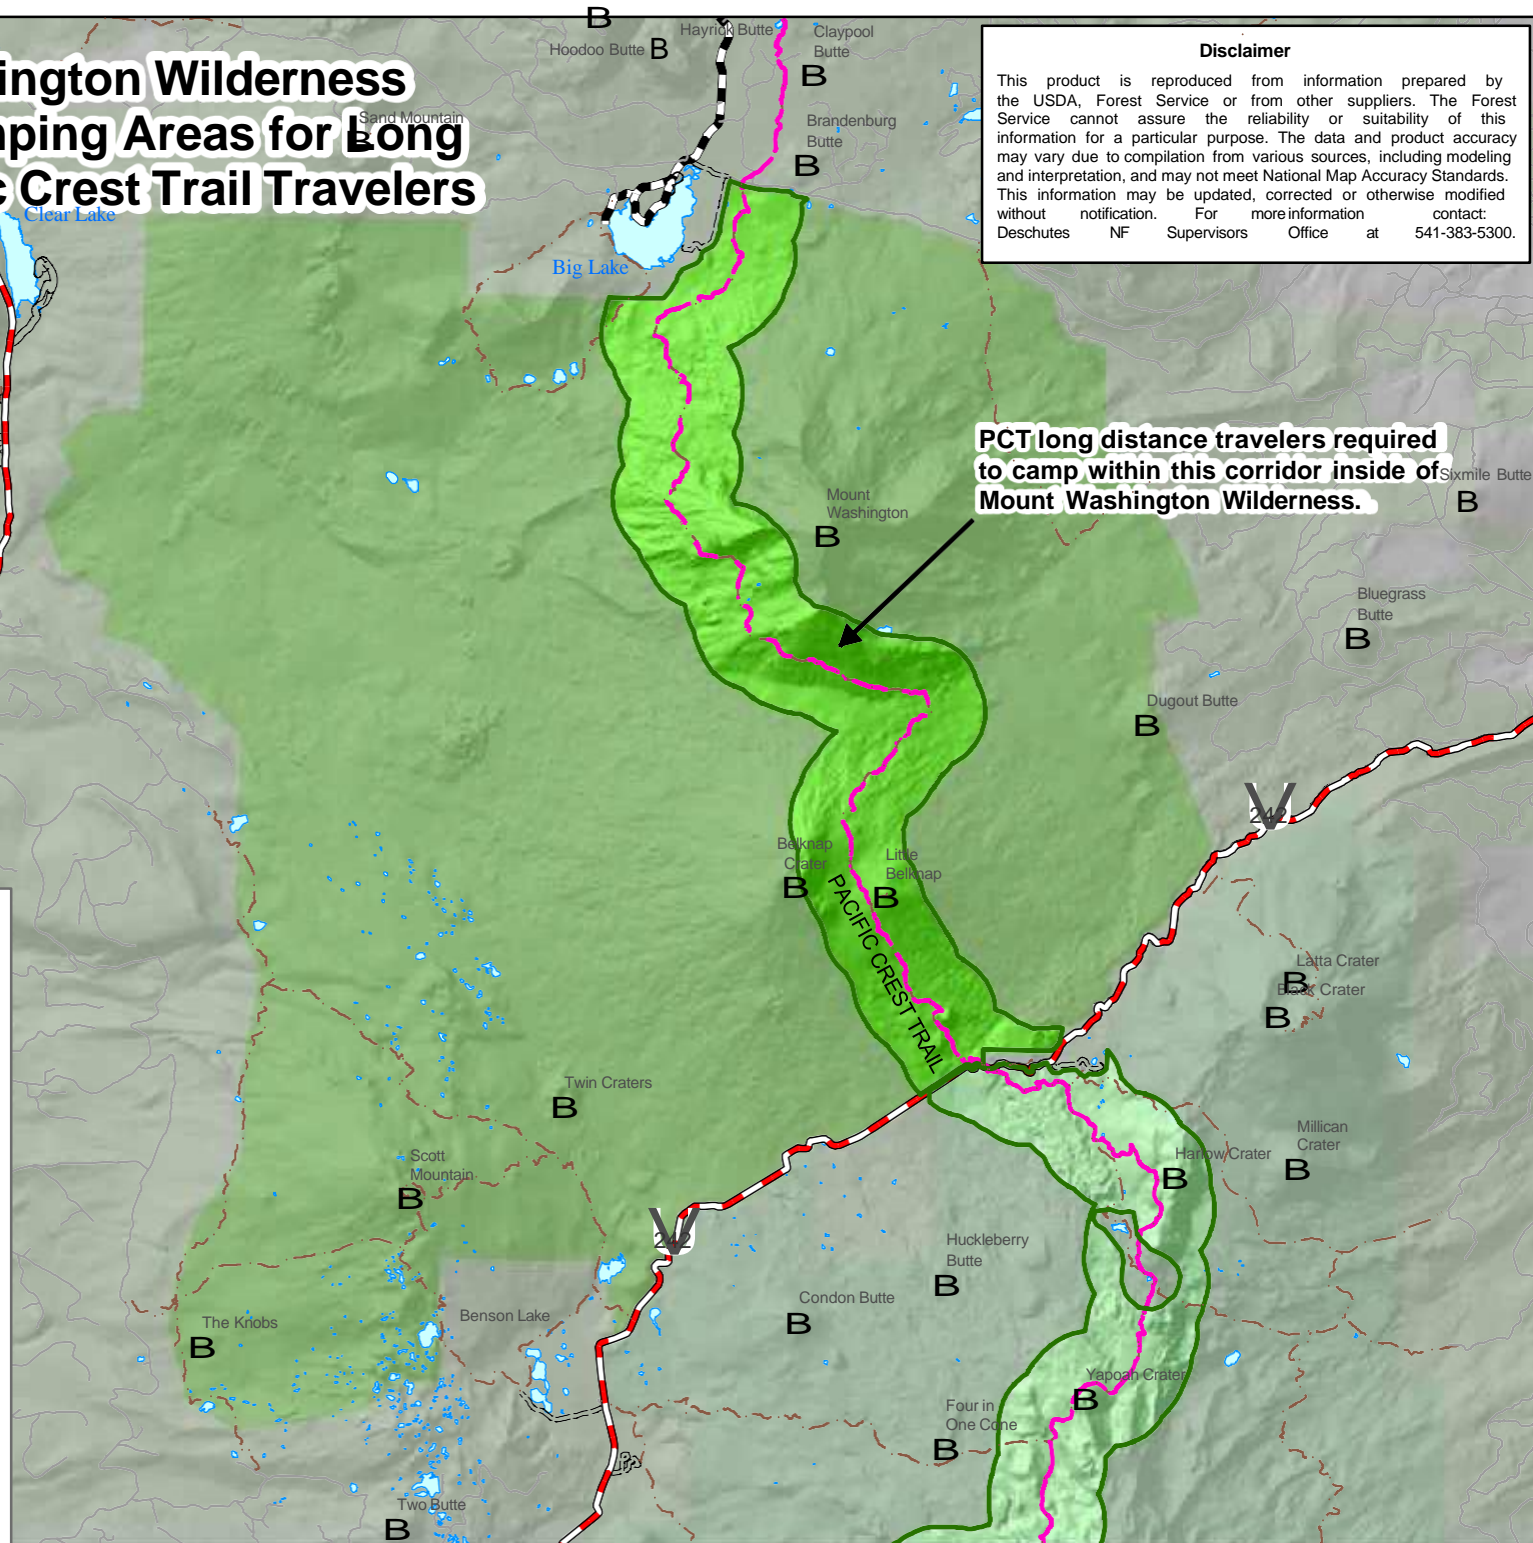 ington Wilderness
ping Areas for Long
c Crest Trail Travelers
Disclaimer
This product is reproduced from information prepared by
the USDA, Forest Service or from other suppliers. The Forest
Service cannot assure the reliability or suitability of this
information for a particular purpose. The data and product accuracy
may vary due to compilation from various sources, including modeling
and interpretation, and may not meet National Map Accuracy Standards.
This information may be updated, corrected or otherwise modified
without notification. For more information contact:
Deschutes NF Supervisors Office at 541-383-5300.
B
Hayrick Butte
Hoodoo Butte B
Claypool
Butte
B
Sand Mountain
B
Brandenburg
Butte
B
Clear Lake
Big Lake
PCT long distance travelers required
to camp within this corridor inside of
Mount Washington Wilderness.
Sixmile Butte
B
Mount
Washington
B
Bluegrass
Butte
B
Dugout Butte
B
V
242
Belknap
Crater
B
Little
Belknap
B
PACIFIC CREST TRAIL
Latta Crater
B
Black Crater
B
Twin Craters
B
Millican
Crater
B
Harlow Crater
B
Scott
Mountain
B
V
242
Huckleberry
Butte
B
Condon Butte
B
Benson Lake
The Knobs
B
Yapoah Crater
B
Four in
One Cone
B
Two Butte
B